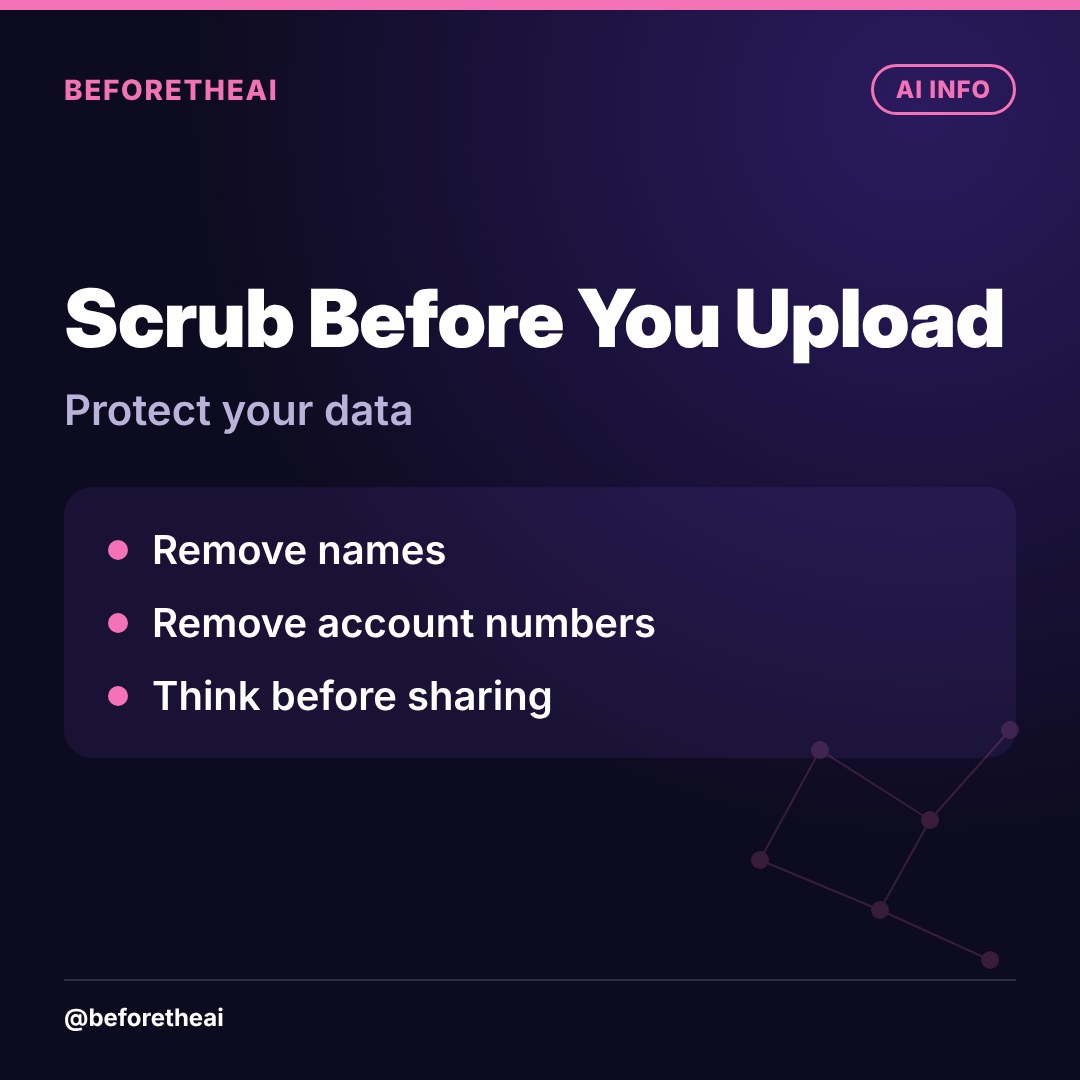 BEFORETHEAI
AI INFO
Scrub Before You Upload
Protect your data
Remove names
Remove account numbers
Think before sharing
@beforetheai